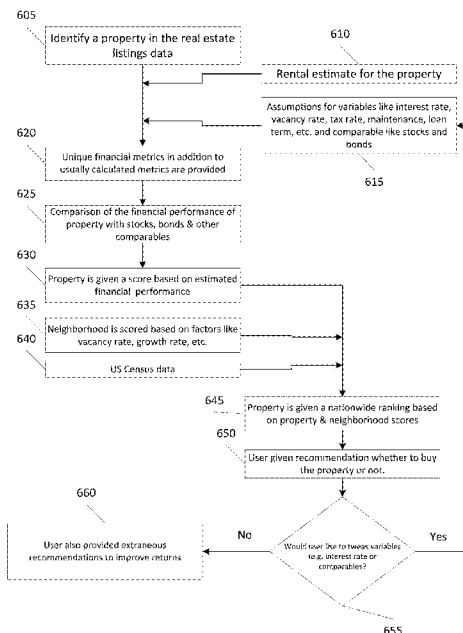 605
Identify a property in the real estate
listings data
610
Rental estimate for the property
Assumptions for variables like interest rate,
vacancy rate, tax rate, maintenance, loan
term, etc. and comparable like stocks and
bonds
615
620
Unique financial metrics in addition to
usually calculated metrics are provided
625
Comparison of the financial performance of
property with stocks, bonds & other
comparables
630
Property is given a score based on estimated
financial performance
635
Neighborhood is scored based on factors like
vacancy rate, growth rate, etc.
640
US Census data
645
Property is given a nationwide ranking based
on property & neighborhood scores
650
User given recommendation whether to buy
the property or not.
660
User also provided extraneous
recommendations to improve returns
No
Would user like to tweak variables
(e.g. interest rate or
comparables?
Yes
655